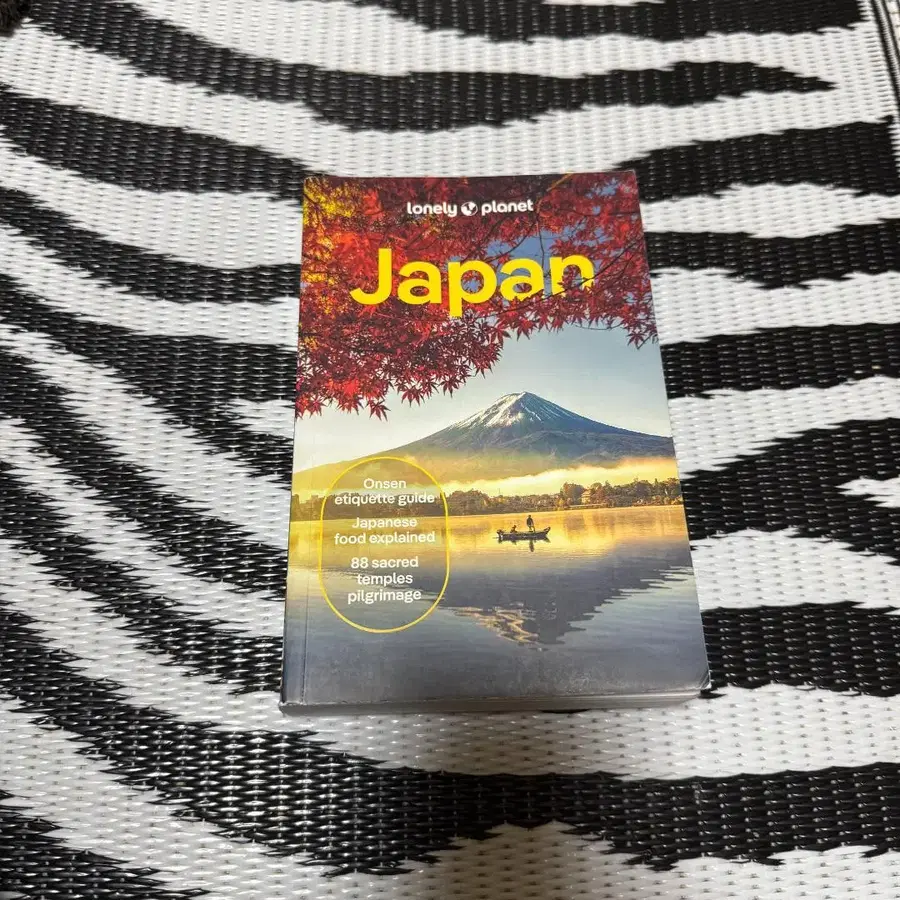 lonely planet
Japan
Onsen
etiquette guide
Japanese
food explained
88 sacred
temples
pilgrimage